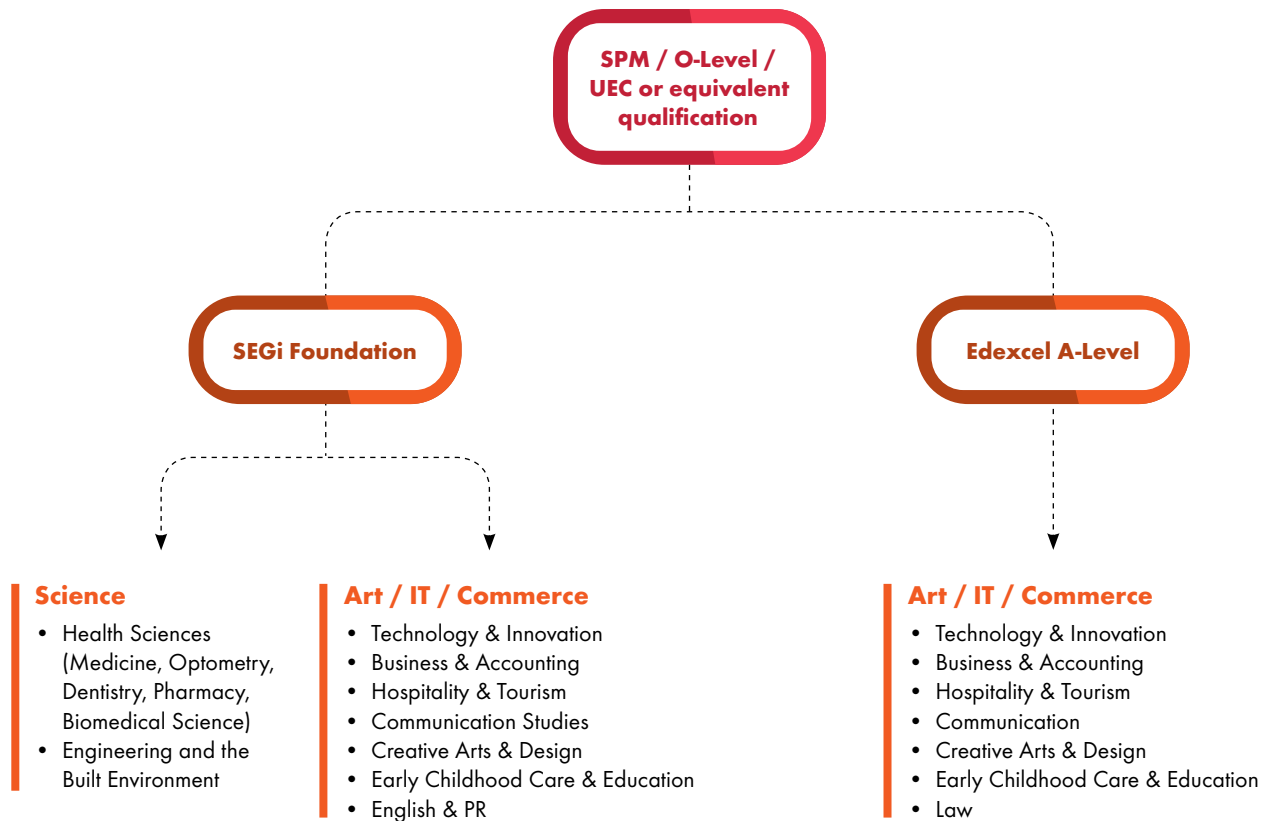 SPM / O-Level /
UEC or equivalent
qualification
SEGi Foundation
Edexcel A-Level
Science
• Health Sciences
(Medicine, Optometry,
Dentistry, Pharmacy,
Biomedical Science)
• Engineering and the
Built Environment
Art / IT / Commerce
• Technology & Innovation
• Business & Accounting
• Hospitality & Tourism
• Communication Studies
• Creative Arts & Design
• Early Childhood Care & Education
• English & PR
Art / IT / Commerce
• Technology & Innovation
• Business & Accounting
• Hospitality & Tourism
• Communication
• Creative Arts & Design
• Early Childhood Care & Education
• Law